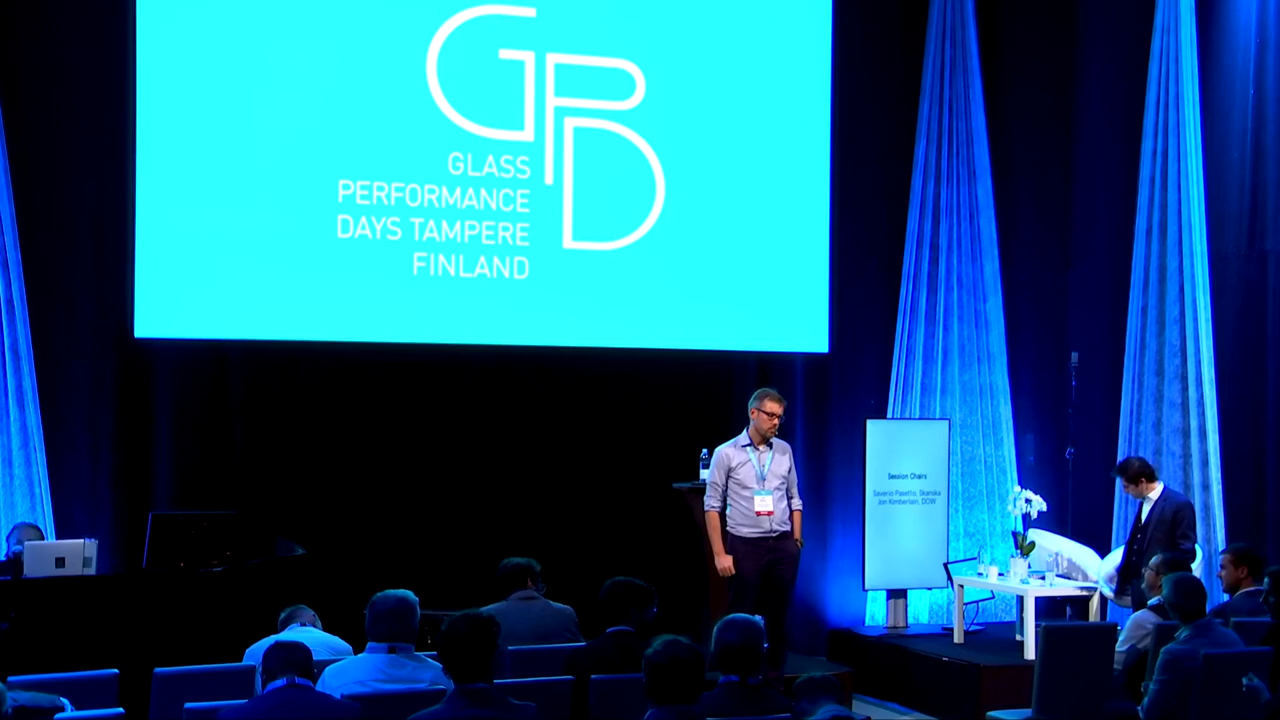 GPD
GLASS
PERFORMANCE
DAYS TAMPERE
FINLAND
Session Chairs
Saverio Pasetto, Skanska
Jon Kimberlain, DOW